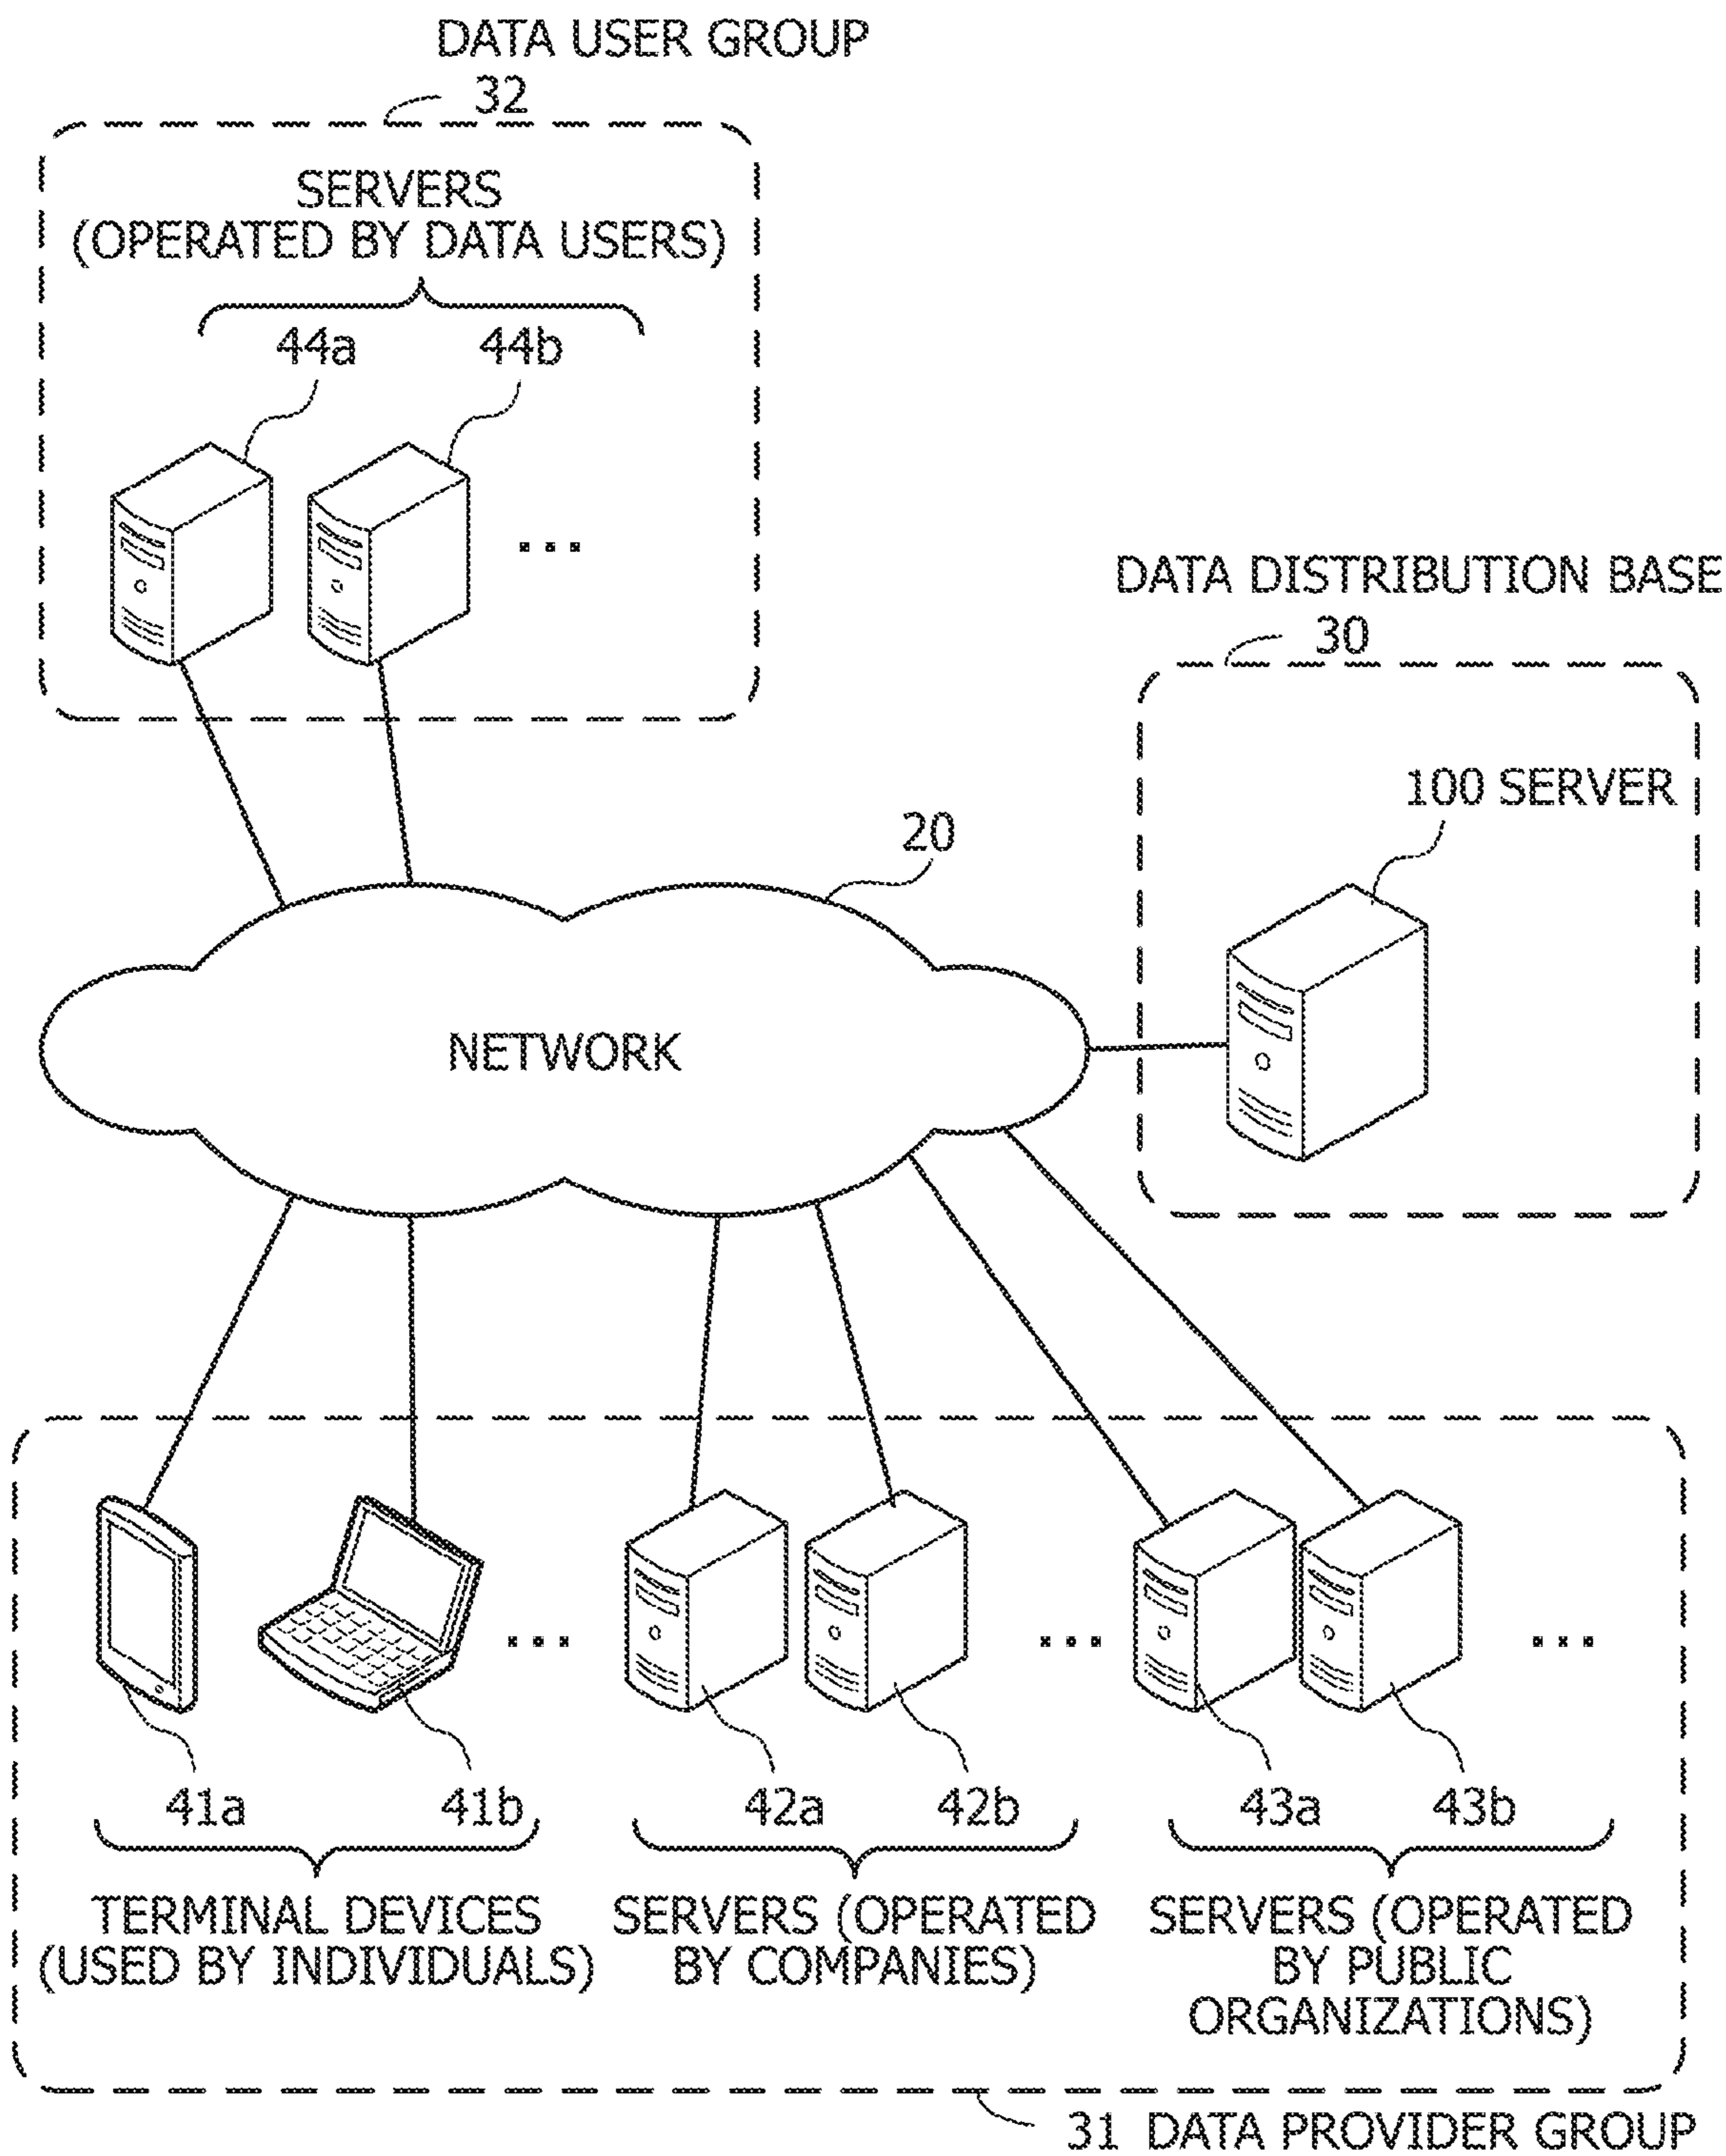 DATA USER GROUP
32
SERVERS
(OPERATED BY DATA USERS)
44a 44b
...
DATA DISTRIBUTION BASE
30
100 SERVER
20
NETWORK
... ... ...
41a 41b 42a 42b 43a 43b
TERMINAL DEVICES
(USED BY INDIVIDUALS)
SERVERS (OPERATED
BY COMPANIES)
SERVERS (OPERATED
BY PUBLIC
ORGANIZATIONS)
31 DATA PROVIDER GROUP